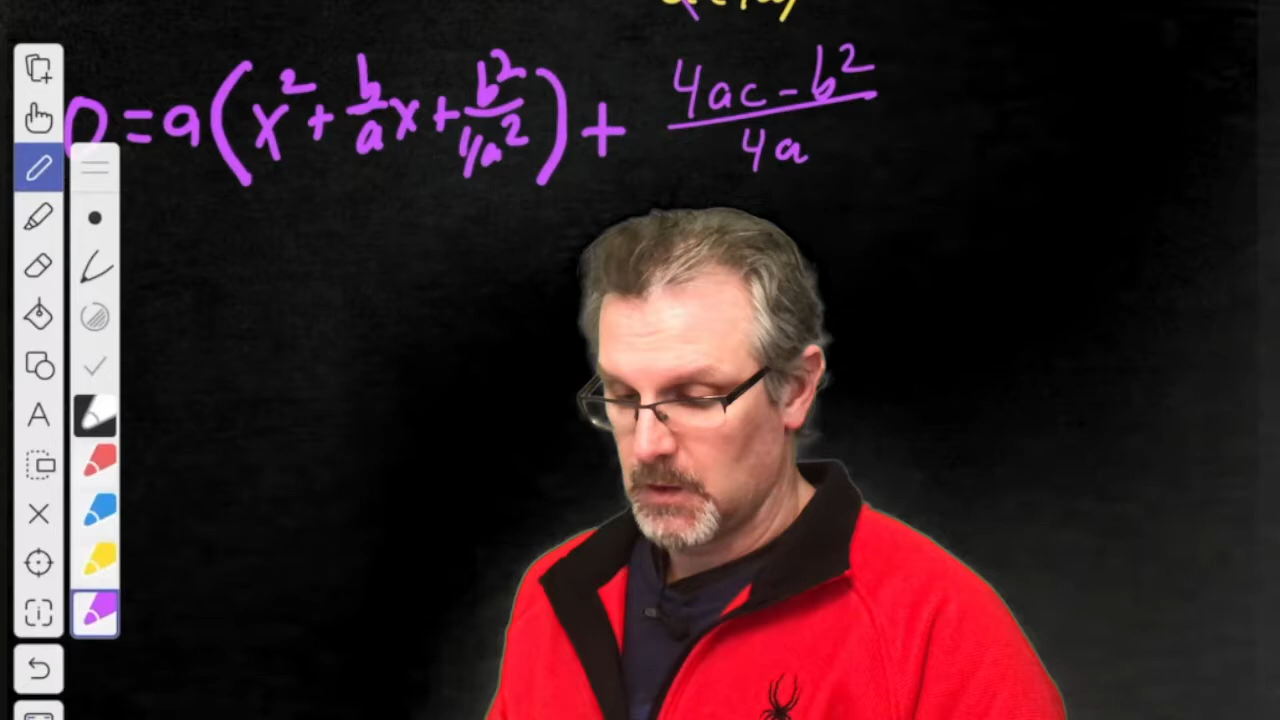 0 = a(x² + b/a x + b²/4a²) + (4ac - b²)/4a
A